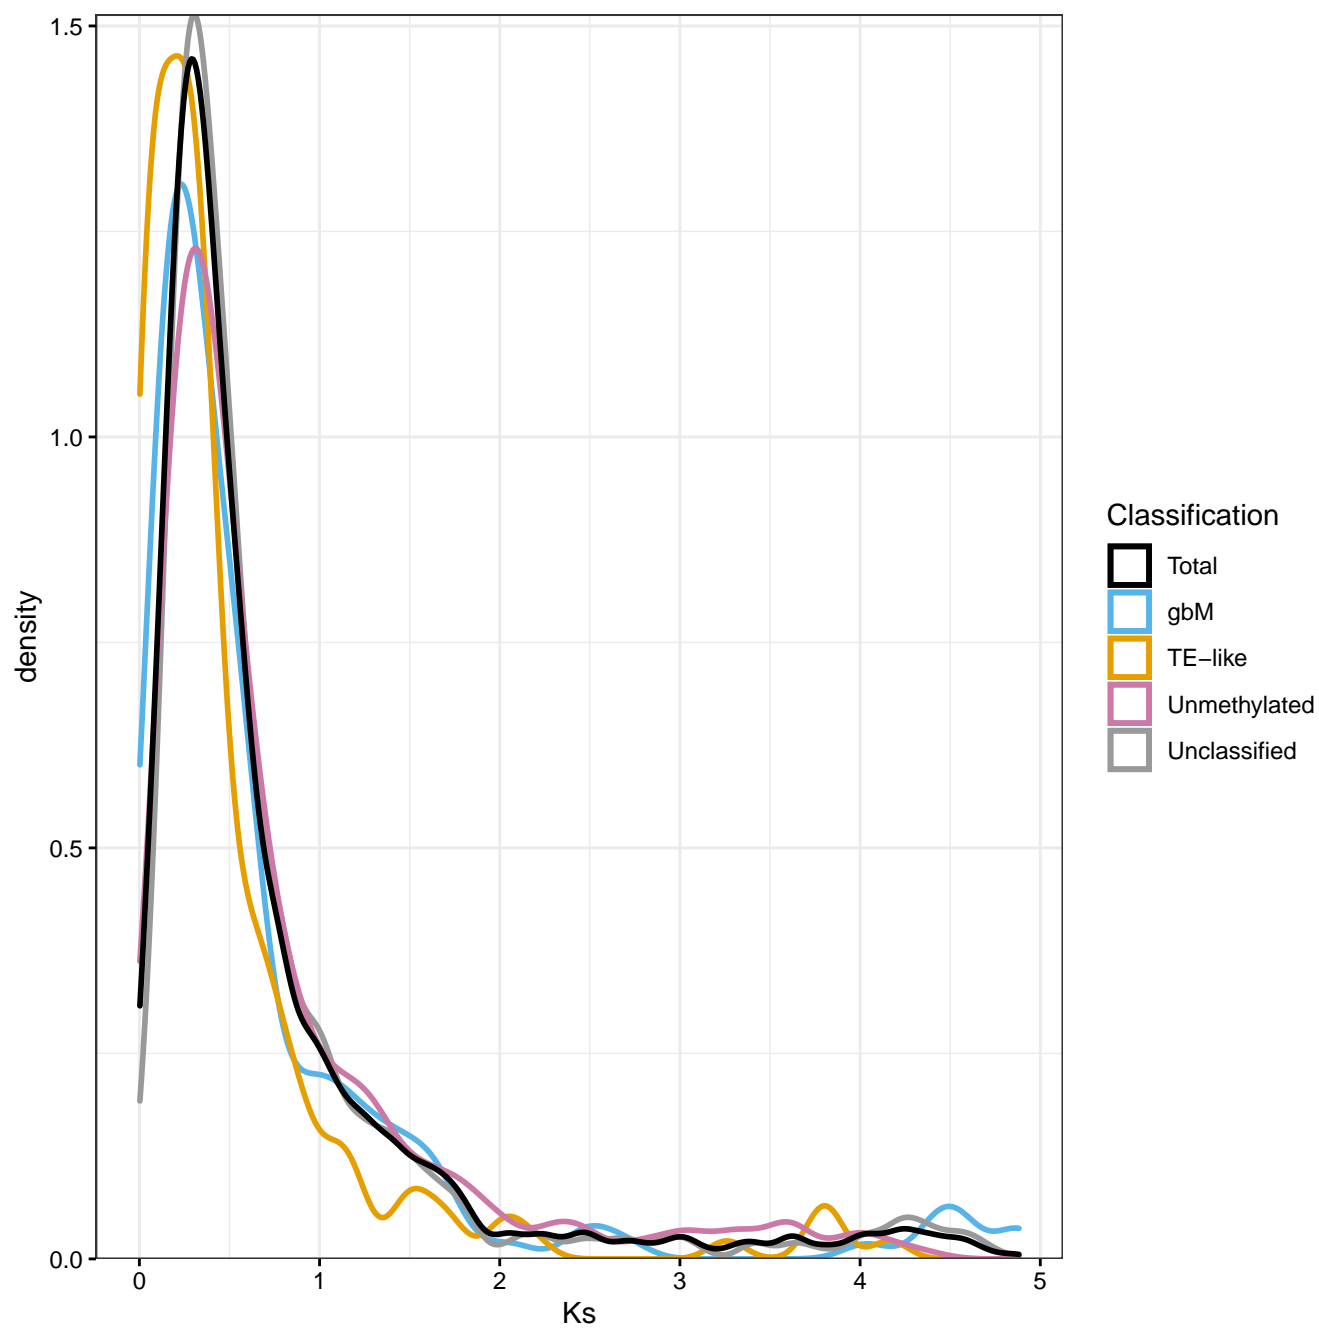 1.5
1.0
0.5
0.0
density
0
1
2
3
4
5
Ks
Classification
Total
gbM
TE−like
Unmethylated
Unclassified